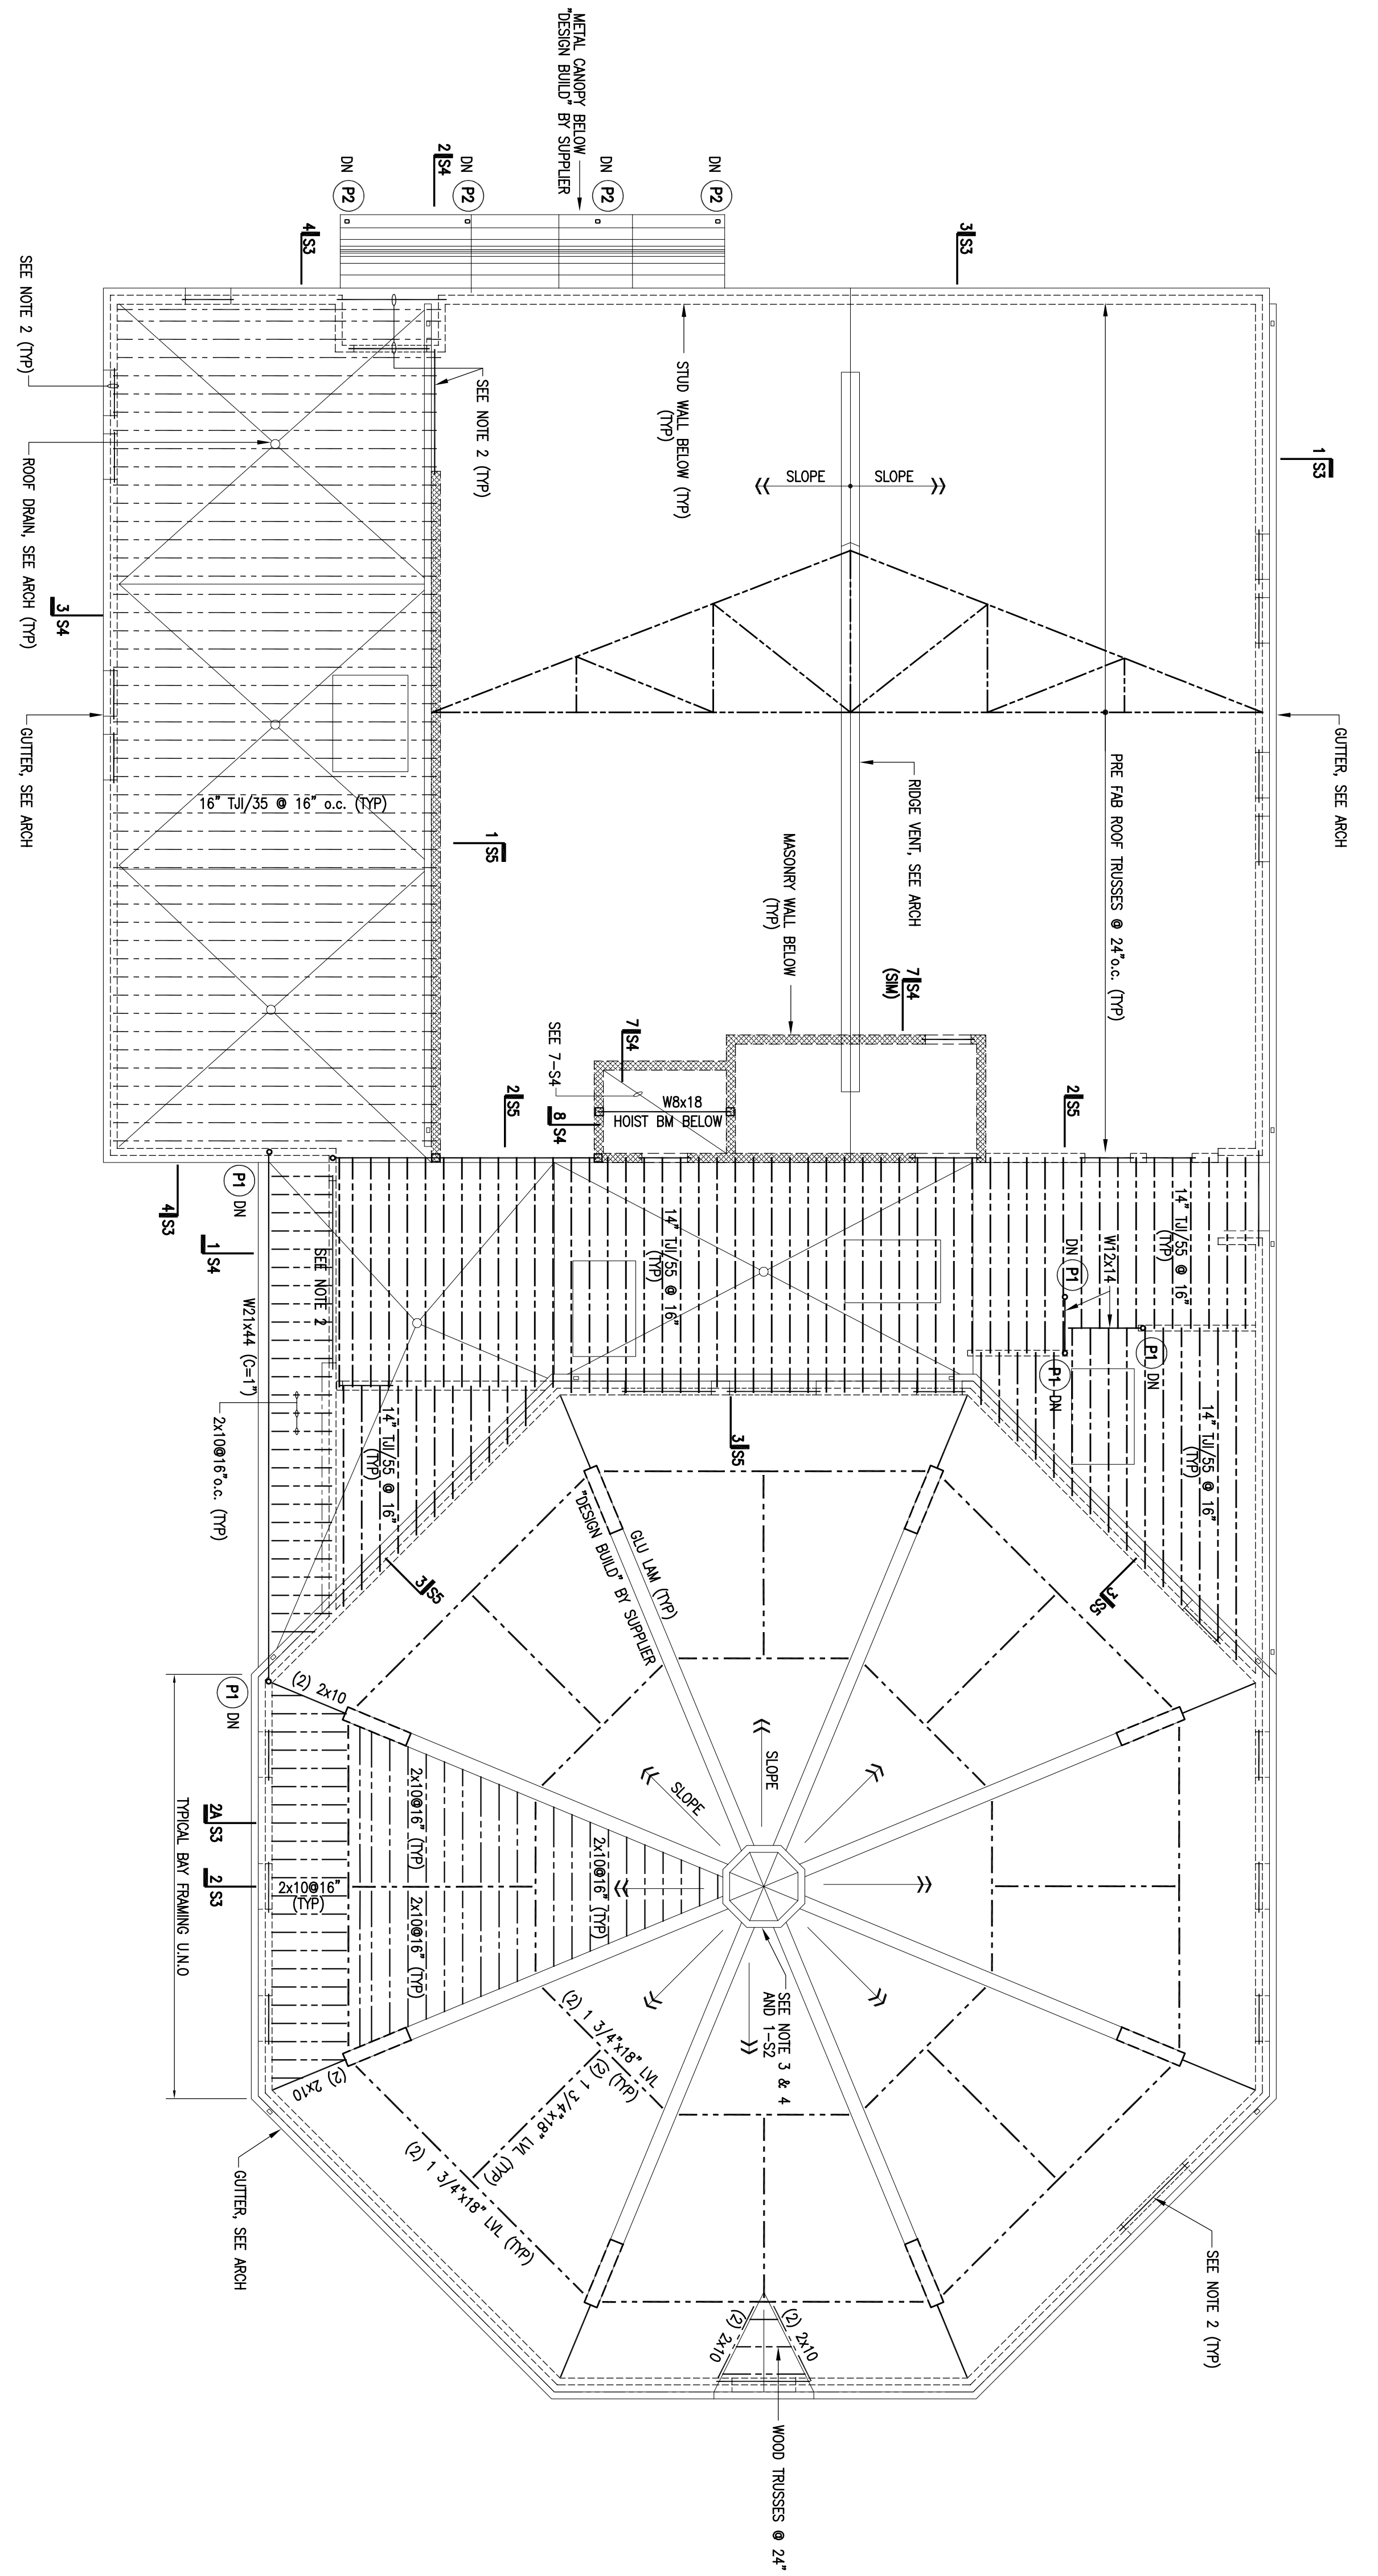 METAL CANOPY BELOW
"DESIGN BUILD" BY SUPPLIER
DN P2
DN P2
DN P2
DN P2
2 S4
4 S3
3 S3
1 S3
SEE NOTE 2 (TYP)
ROOF DRAIN, SEE ARCH (TYP)
3 S4
GUTTER, SEE ARCH
SEE NOTE 2 (TYP)
STUD WALL BELOW (TYP)
(TYP)
SLOPE
SLOPE
16" TJI/35 @ 16" o.c. (TYP)
1 S5
RIDGE VENT, SEE ARCH
MASONRY WALL BELOW
(TYP)
PRE FAB ROOF TRUSSES @ 24"o.c. (TYP)
GUTTER, SEE ARCH
7 S4
(SIM)
7 S4
SEE 7-S4
W8x18
HOIST BM BELOW
8 S4
2 S5
2 S5
4 S3
P1 DN
1 S4
SEE NOTE 2
W21x44 (C=1")
2x10@16"o.c. (TYP)
14" TJI/55 @ 16"
(TYP)
14" TJI/55 @ 16"
(TYP)
14" TJI/55 @ 16"
(TYP)
14" TJI/55 @ 16"
(TYP)
W12x14
DN P1
P1 DN
P1 DN
3 S5
3 S5
3 S5
GLU LAM (TYP)
"DESIGN BUILD" BY SUPPLIER
P1 DN
(2) 2x10
SLOPE
SLOPE
2x10@16" (TYP)
2x10@16" (TYP)
2x10@16" (TYP)
2x10@16"
(TYP)
2A S3
2 S3
TYPICAL BAY FRAMING U.N.O
(2) 2x10
SEE NOTE 3 & 4
AND 1-S2
(2) 1 3/4"x18" LVL
(TYP)
(2) 1 3/4"x18" LVL (TYP)
(2) 1 3/4"x18" LVL (TYP)
GUTTER, SEE ARCH
SEE NOTE 2 (TYP)
(2) 2x10
(2) 2x10
WOOD TRUSSES @ 24"